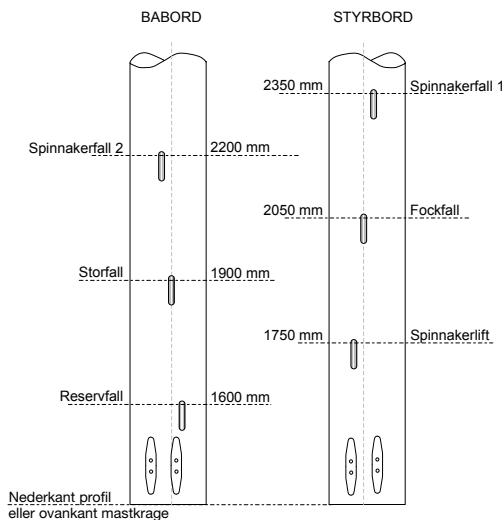 BABORD
STYRBORD
2350 mm
Spinnakerfall 1
Spinnakerfall 2
2200 mm
2050 mm
Fockfall
Storfall
1900 mm
1750 mm
Spinnakerlift
Reservfall
1600 mm
Nederkant profil
eller ovankant mastkrage